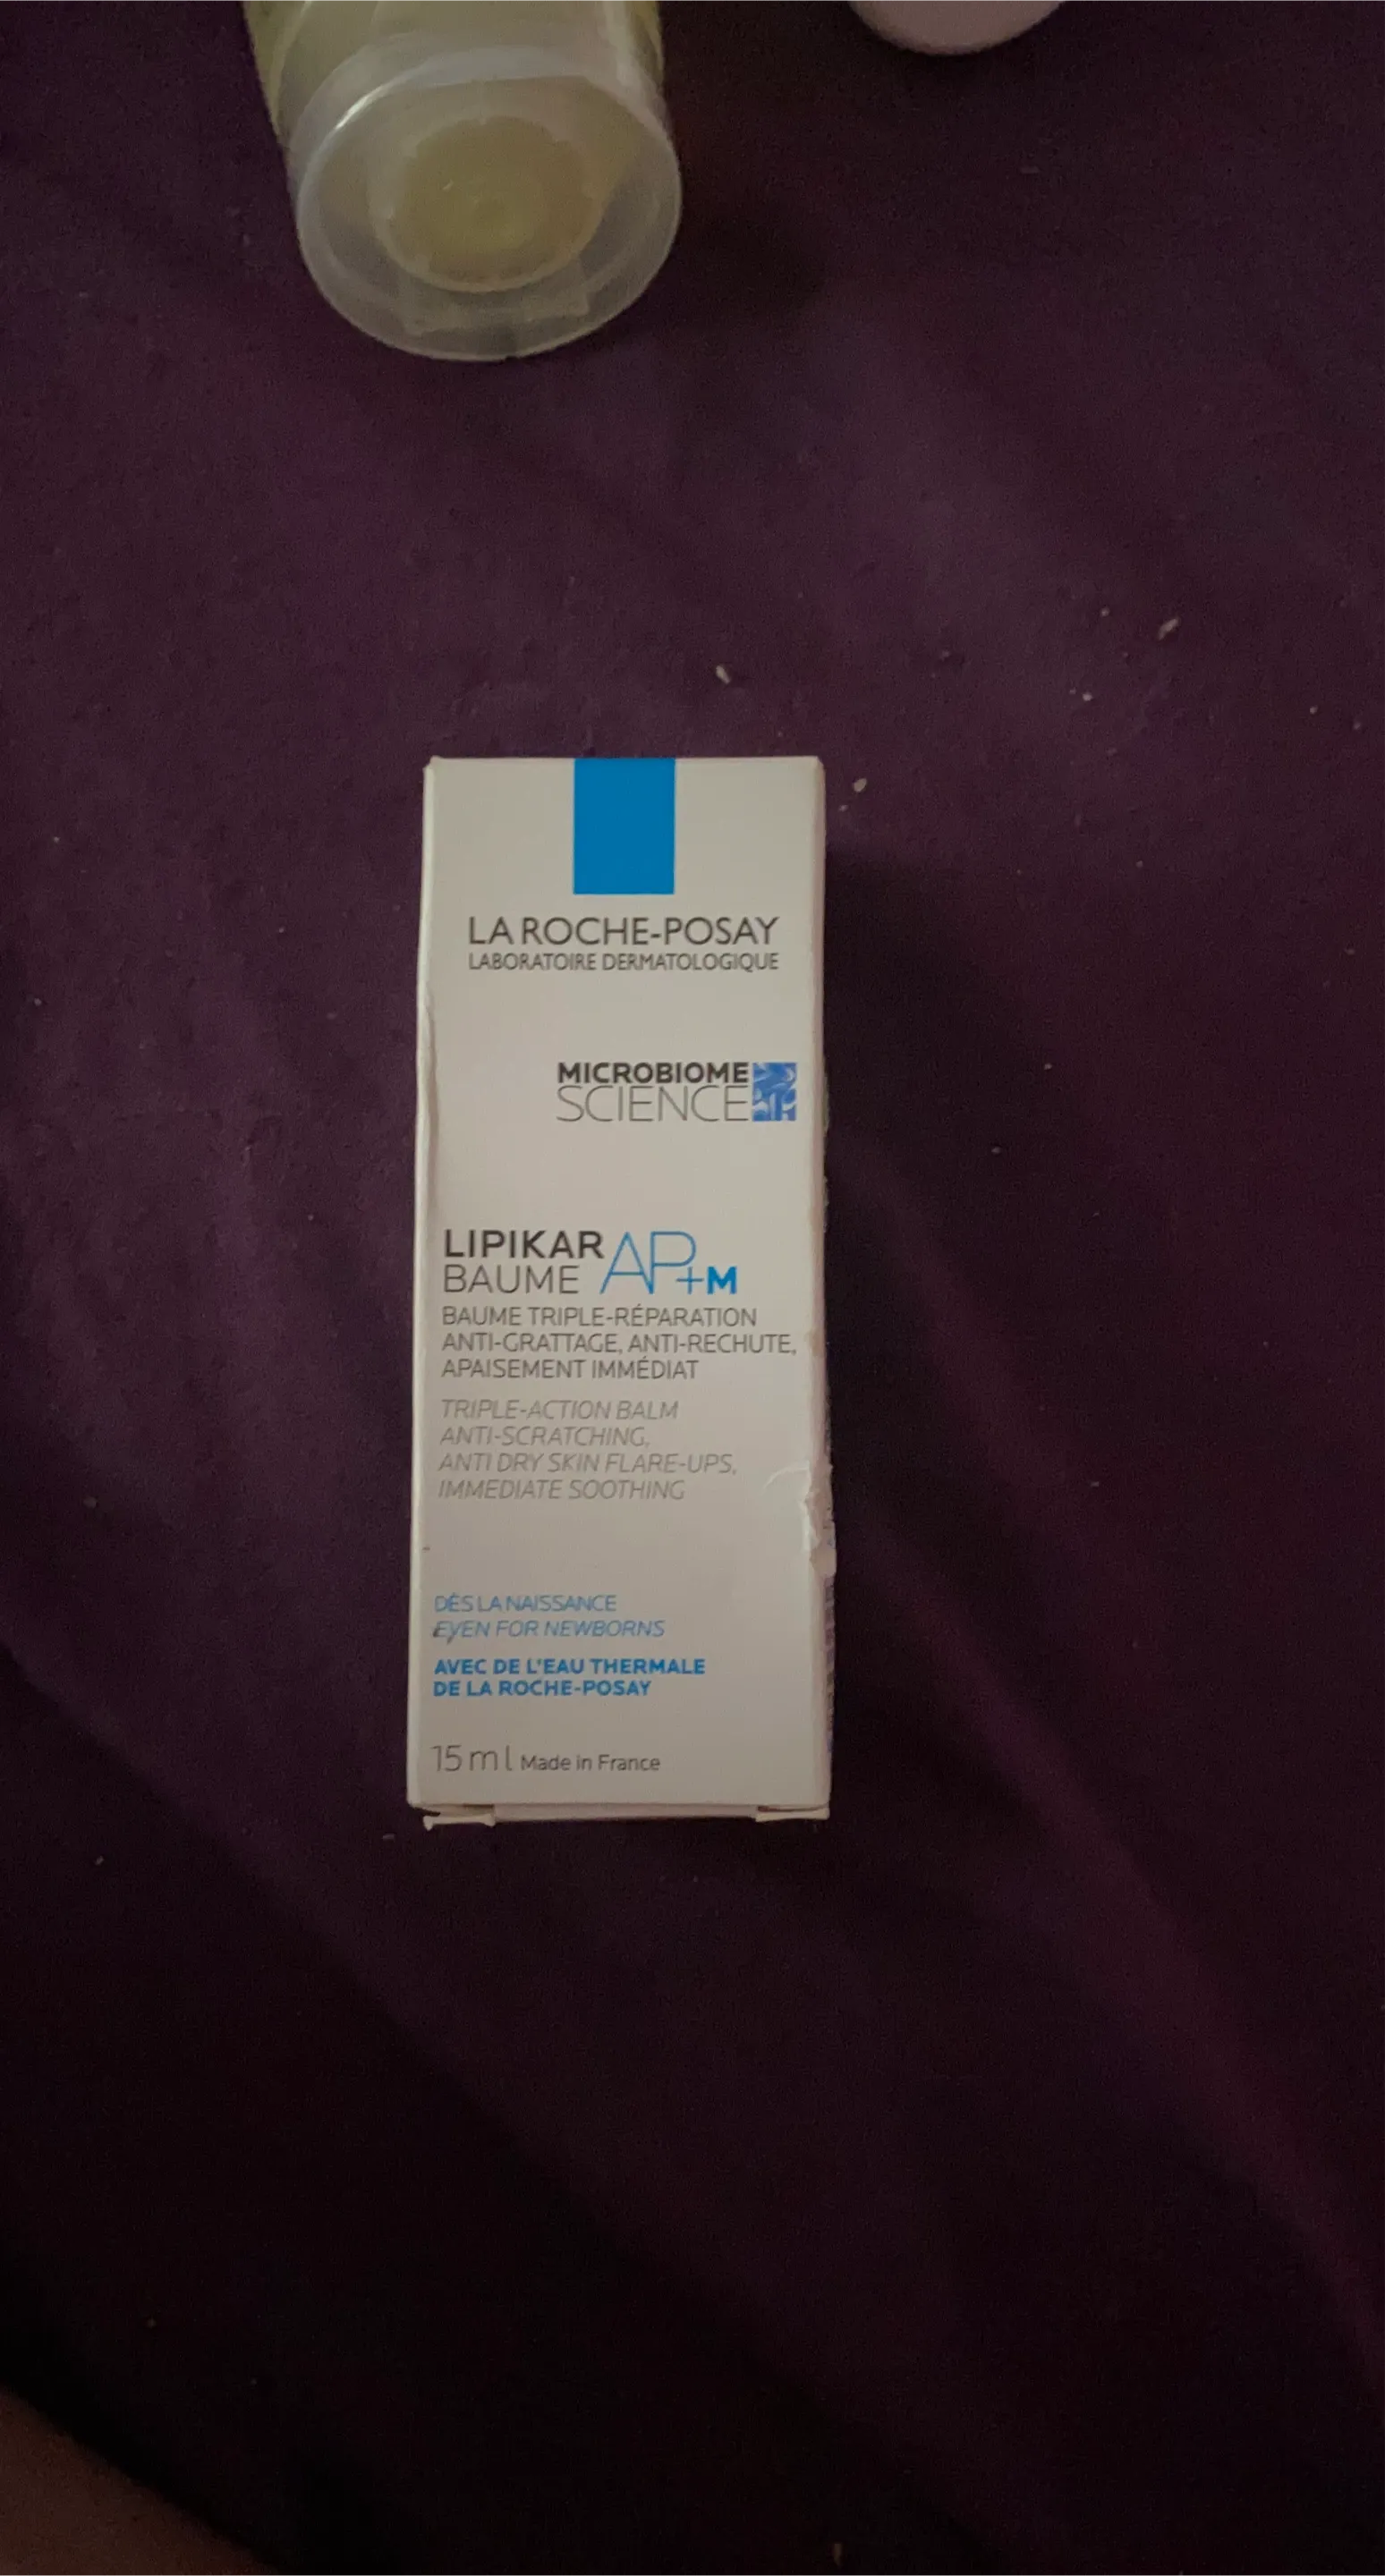 LA ROCHE-POSAY
LABORATOIRE DERMATOLOGIQUE
MICROBIOME
SCIENCE
LIPIKAR
BAUME AP+M
BAUME TRIPLE-RÉPARATION
ANTI-GRATTAGE, ANTI-RECHUTE,
APAISEMENT IMMÉDIAT
TRIPLE-ACTION BALM
ANTI-SCRATCHING,
ANTI DRY SKIN FLARE-UPS,
IMMEDIATE SOOTHING
DÈS LA NAISSANCE
EVEN FOR NEWBORNS
AVEC DE L'EAU THERMALE
DE LA ROCHE-POSAY
15 ml Made in France